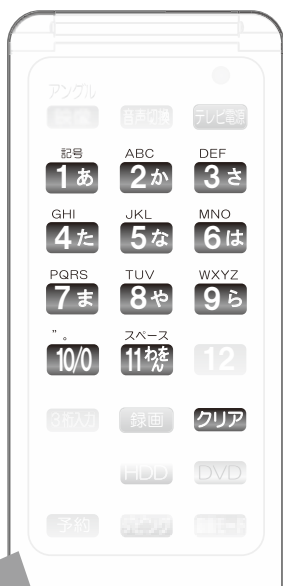 アングル
音声切換 テレビ電源
記号 ABC DEF
1あ 2か 3さ
GHI JKL MNO
4た 5な 6は
PQRS TUV WXYZ
7ま 8や 9ら
”。 スペース
10/0 11わをん 12
3桁入力 録画 クリア
HDD DVD
予約